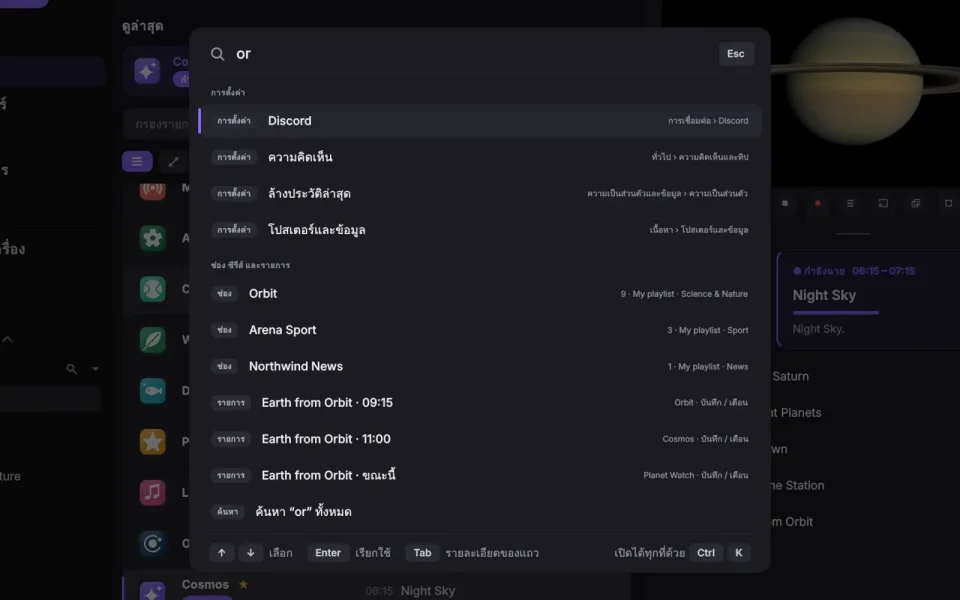 ดูล่าสุด
or
Esc
การตั้งค่า
การตั้งค่า Discord การเชื่อมต่อ › Discord
การตั้งค่า ความคิดเห็น ทั่วไป › ความคิดเห็นและทิป
การตั้งค่า ล้างประวัติล่าสุด ความเป็นส่วนตัวและข้อมูล › ความเป็นส่วนตัว
การตั้งค่า โปสเตอร์และข้อมูล เนื้อหา › โปสเตอร์และข้อมูล
ช่อง ซีรีส์ และรายการ
ช่อง Orbit 9 · My playlist · Science & Nature
ช่อง Arena Sport 3 · My playlist · Sport
ช่อง Northwind News 1 · My playlist · News
รายการ Earth from Orbit · 09:15 Orbit · บันทึก / เตือน
รายการ Earth from Orbit · 11:00 Cosmos · บันทึก / เตือน
รายการ Earth from Orbit · ขณะนี้ Planet Watch · บันทึก / เตือน
ค้นหา ค้นหา “or” ทั้งหมด
↑ ↓ เลือก Enter เรียกใช้ Tab รายละเอียดของแถว เปิดได้ทุกที่ด้วย Ctrl K
กำลังฉาย 06:15 – 07:15
Night Sky
Night Sky.
Saturn
Planets
Station
Orbit
Cosmos ★
06:15 Night Sky